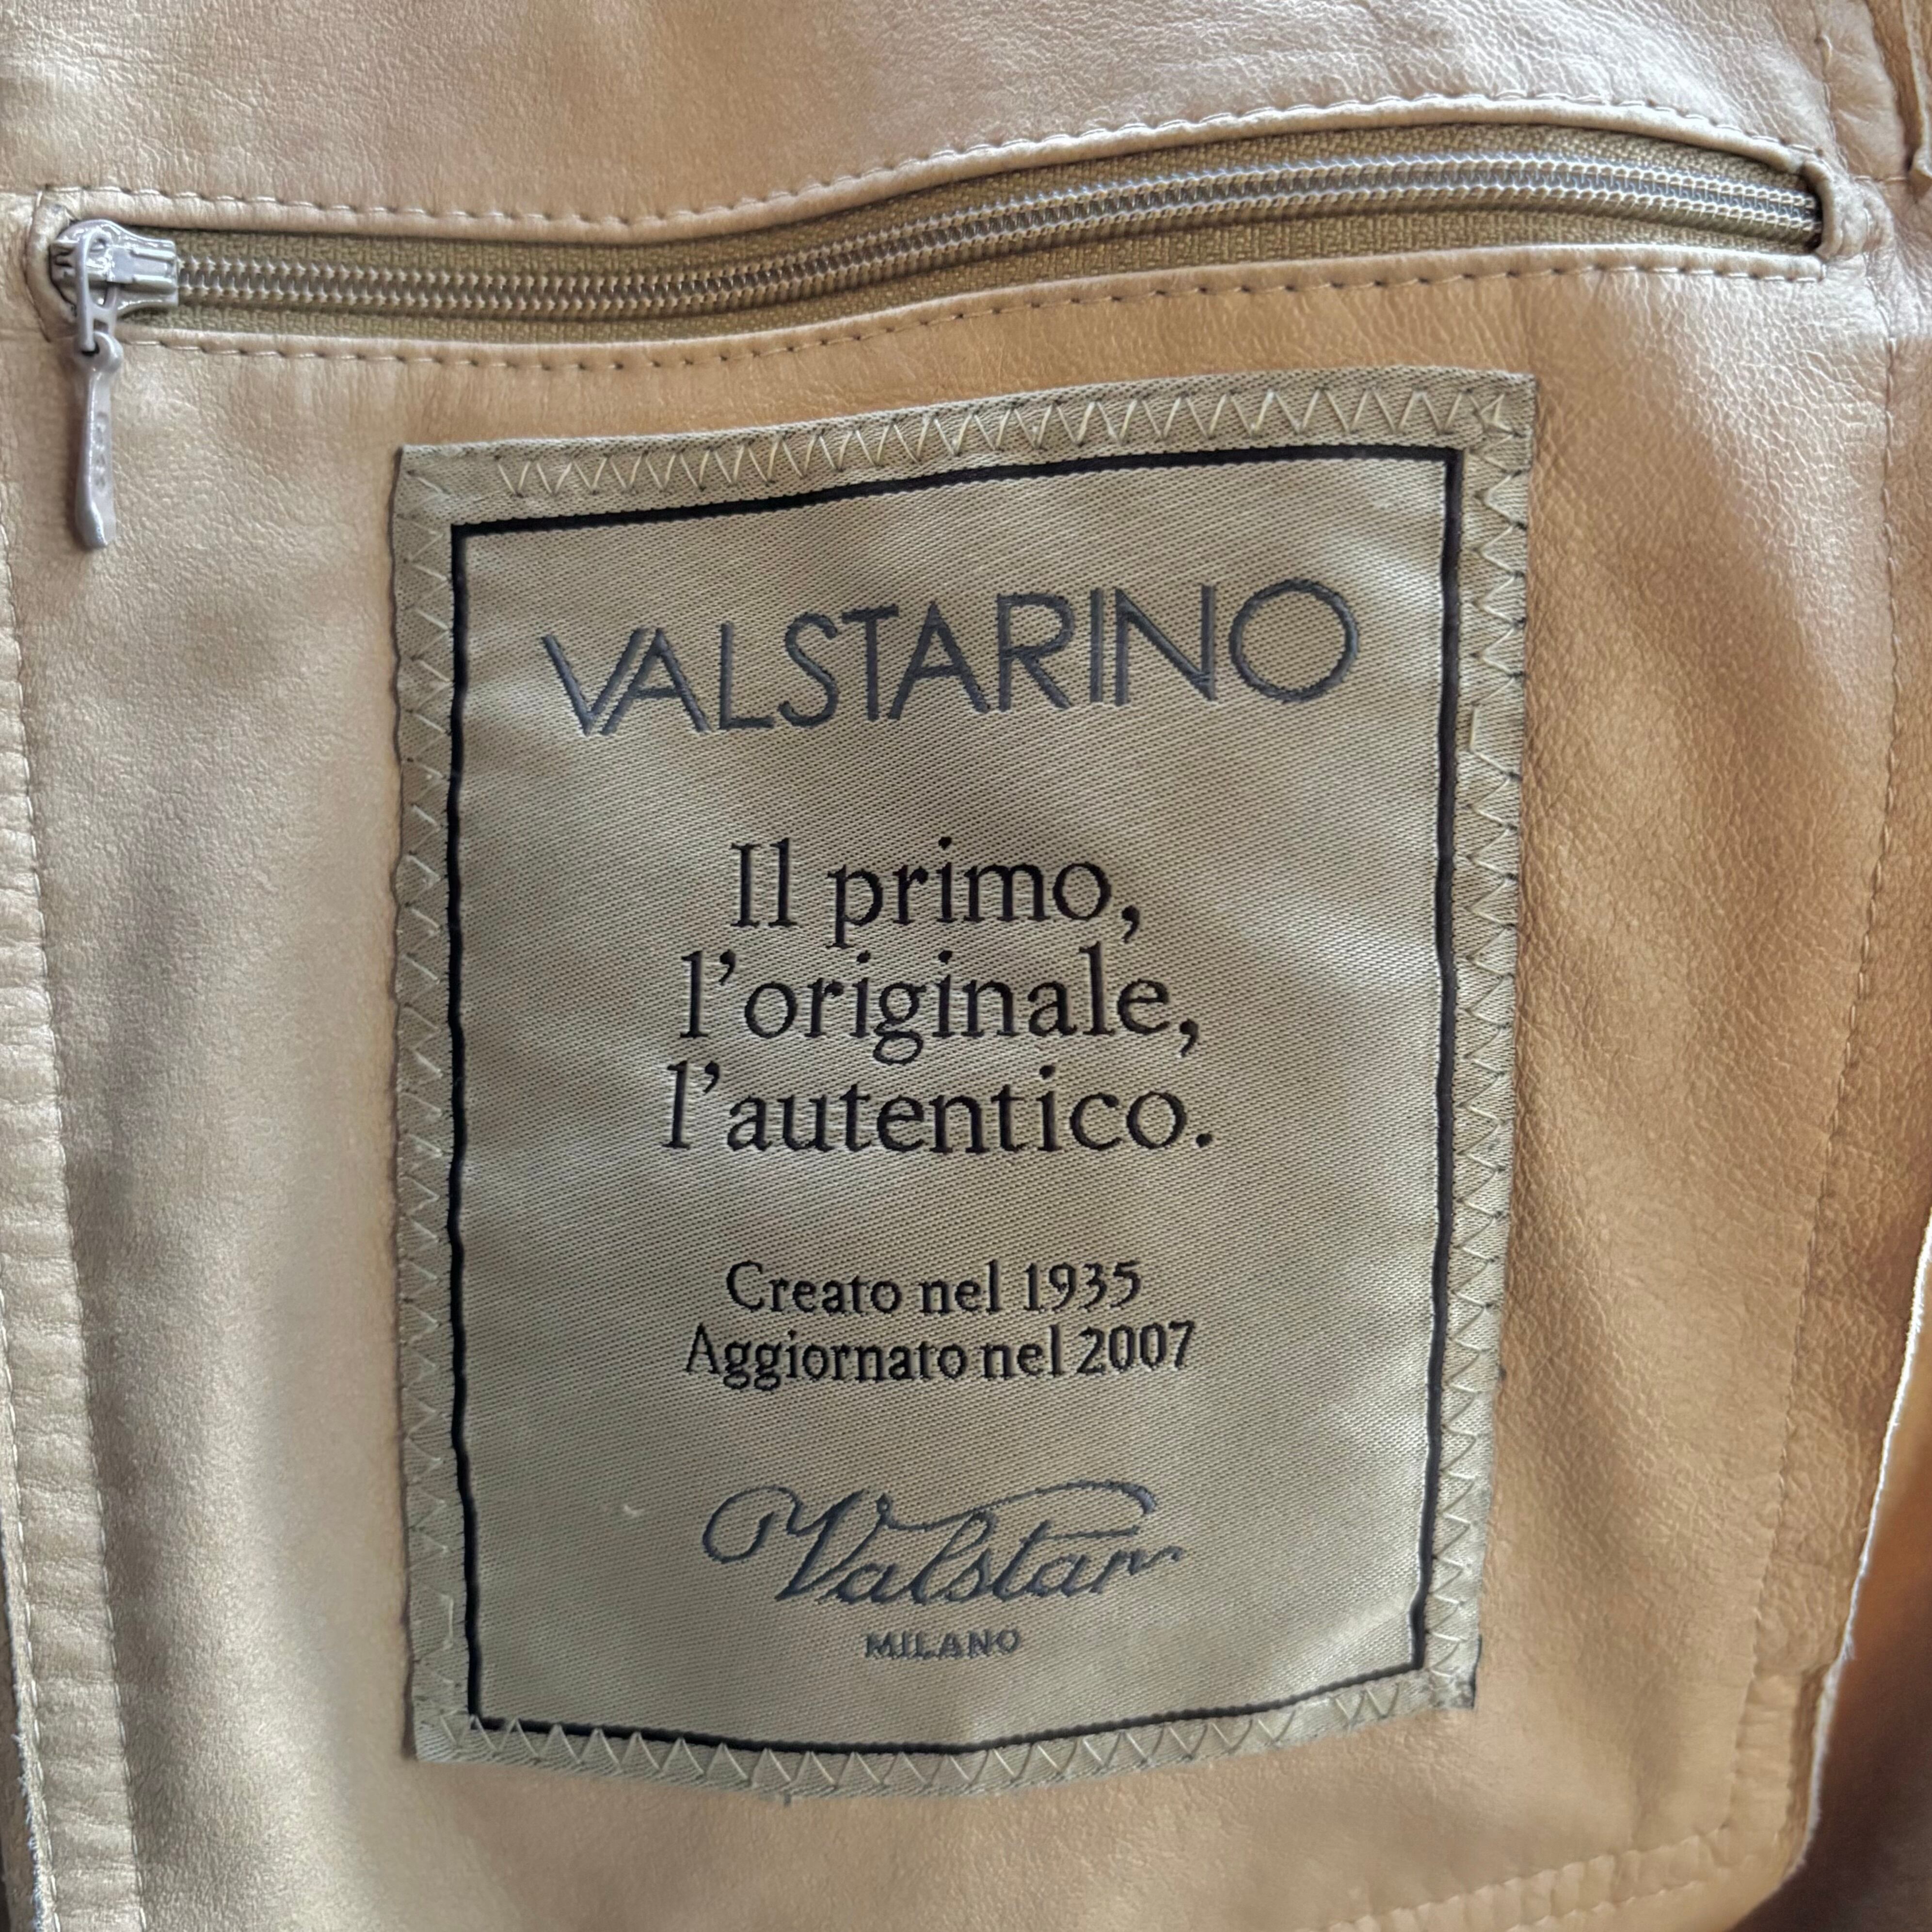 VALSTARINO
Il primo,
l'originale,
l'autentico.
Creato nel 1935
Aggiornato nel 2007
Valstar
MILANO